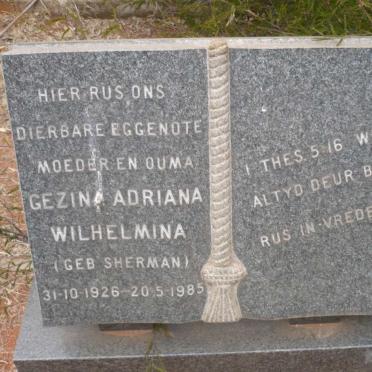 HIER RUS ONS
DIERBARE EGGENOTE
MOEDER EN OUMA
GEZINA ADRIANA
WILHELMINA
(GEB SHERMAN)
31-10-1926-20-5-1985
1 THES. 5-16 W
ALTYD DEUR B
RUS IN VREDE